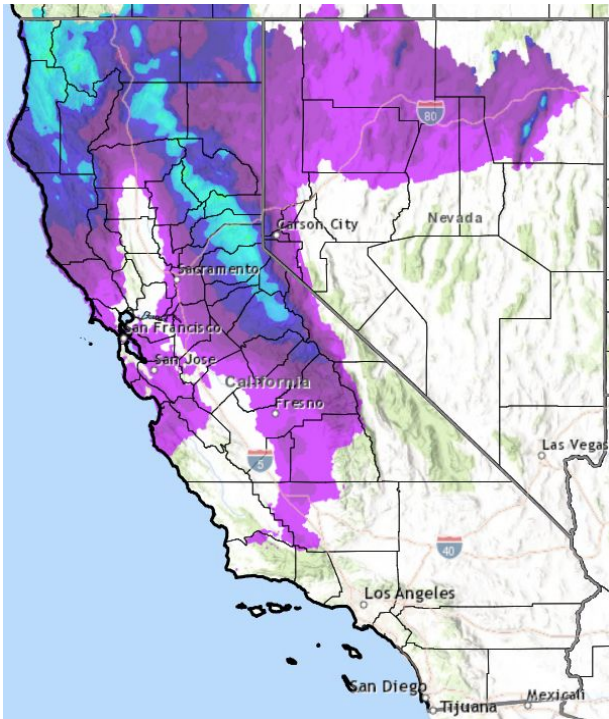 80
Nevada
Carson City
Sacramento
San Francisco
San Jose
California
Fresno
Las Vegas
5
40
Los Angeles
San Diego
Tijuana
Mexicali